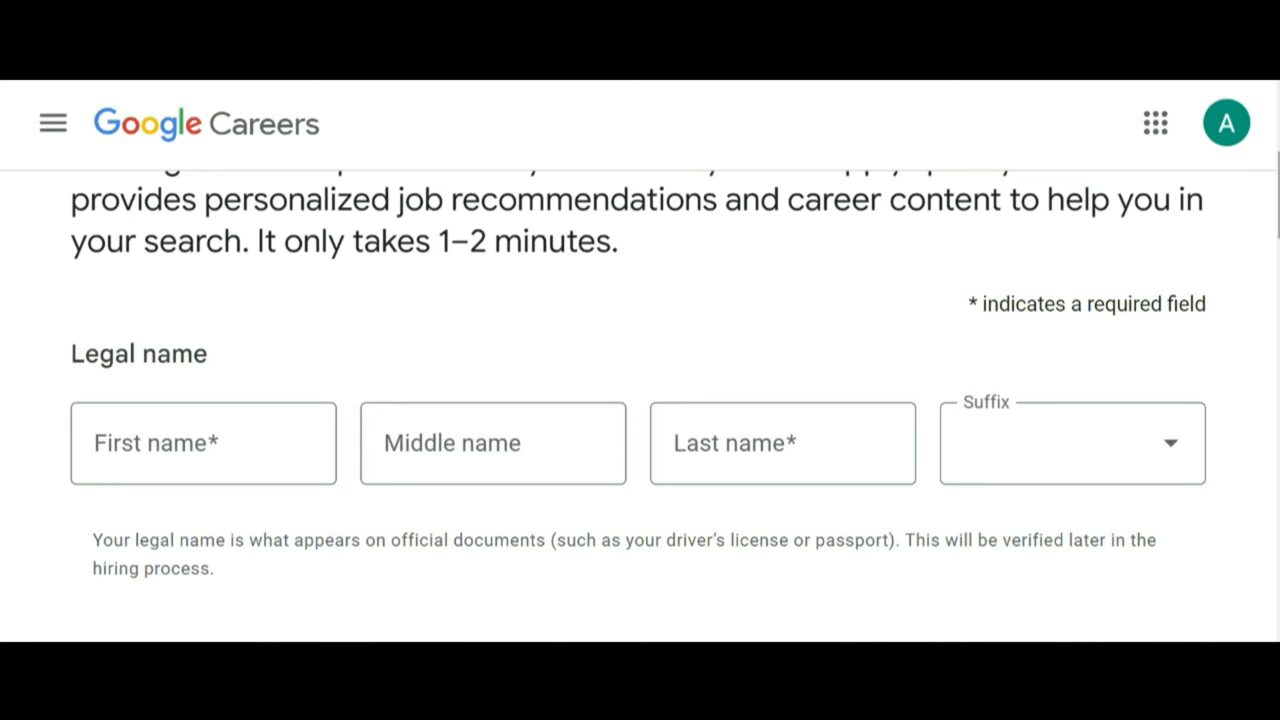 Google Careers
A
provides personalized job recommendations and career content to help you in
your search. It only takes 1–2 minutes.
* indicates a required field
Legal name
First name*
Middle name
Last name*
Suffix
Your legal name is what appears on official documents (such as your driver's license or passport). This will be verified later in the
hiring process.